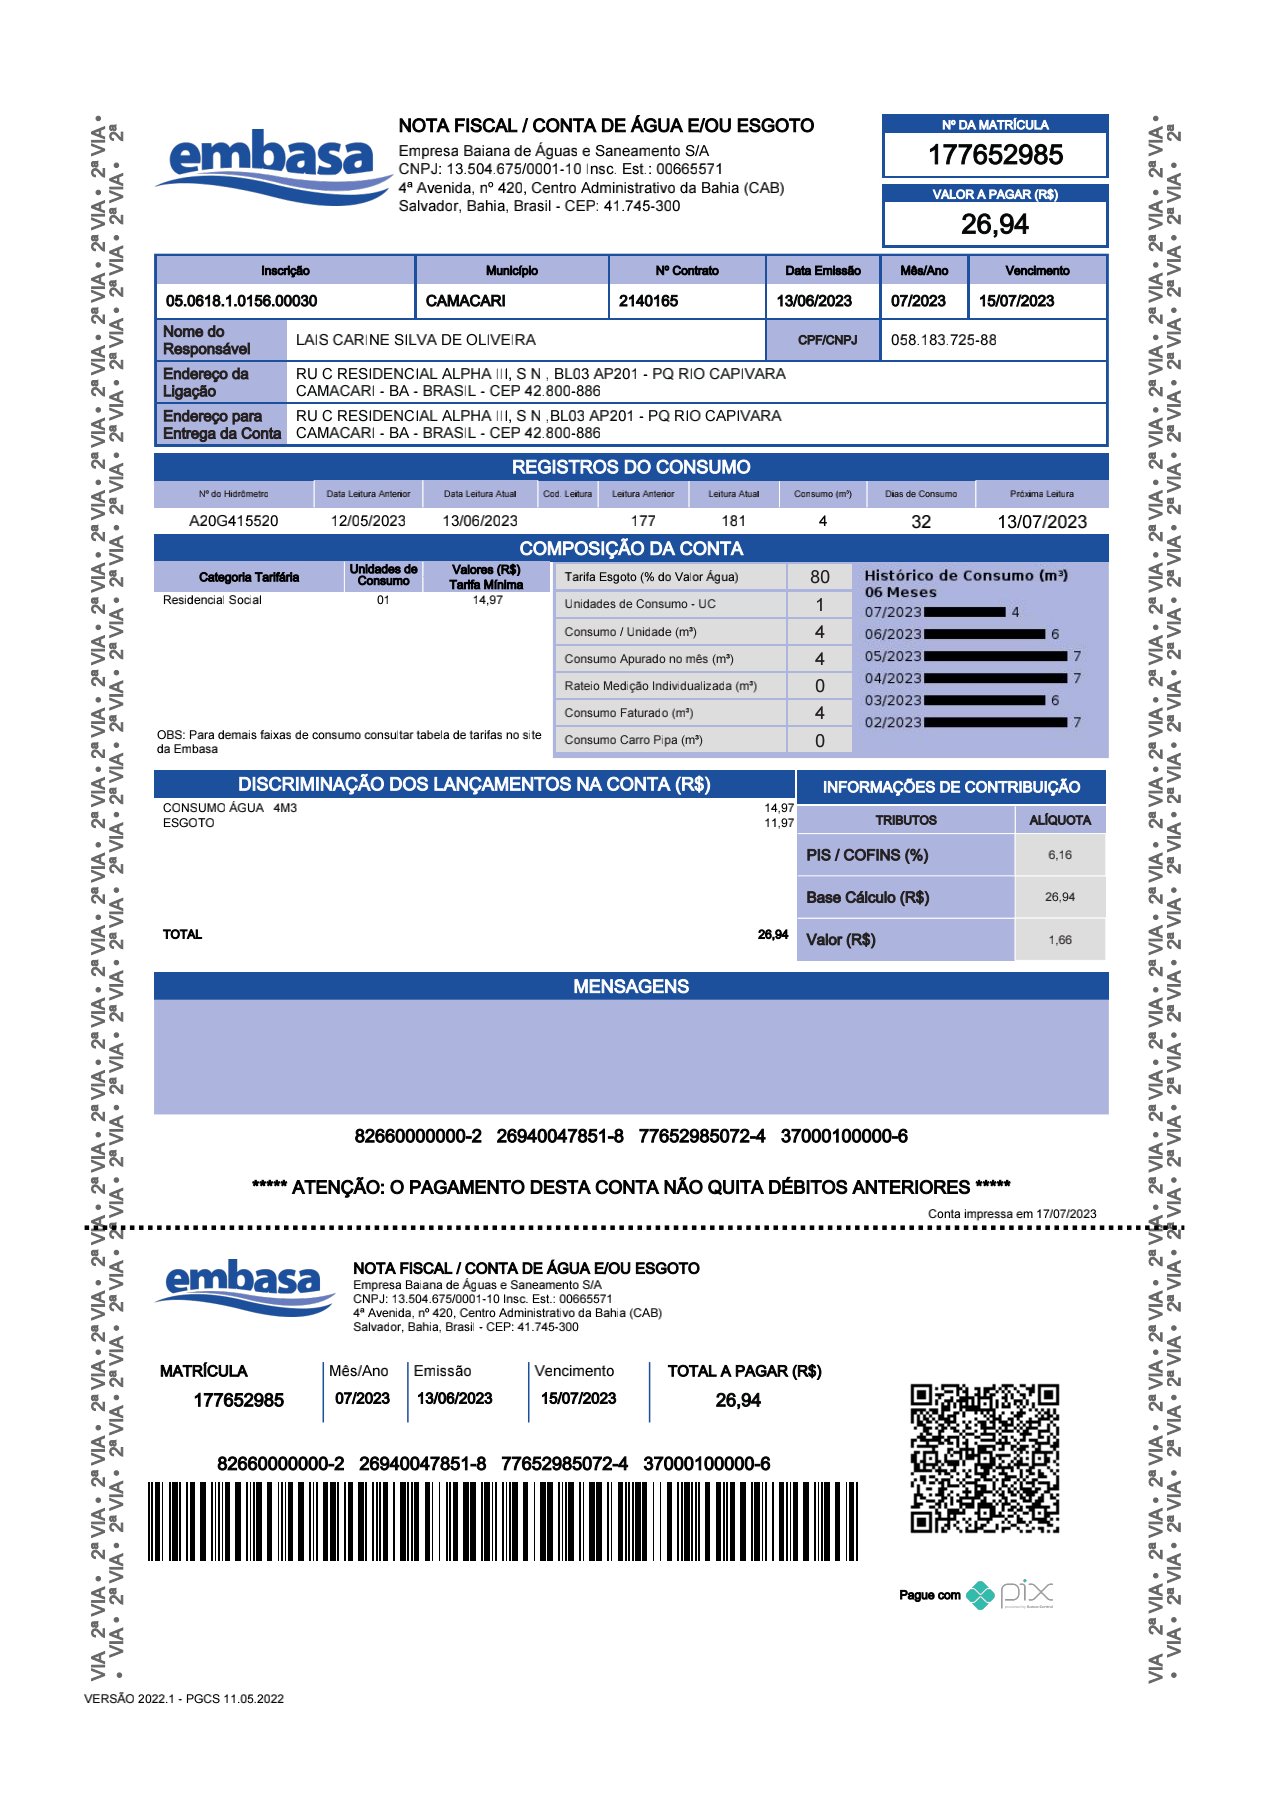 embasa
NOTA FISCAL / CONTA DE ÁGUA E/OU ESGOTO
Empresa Baiana de Águas e Saneamento S/A
CNPJ: 13.504.675/0001-10 Insc. Est.: 00665571
4ª Avenida, nº 420, Centro Administrativo da Bahia (CAB)
Salvador, Bahia, Brasil - CEP: 41.745-300
Nº DA MATRÍCULA
177652985
VALOR A PAGAR (R$)
26,94
Inscrição Município Nº Contrato Data Emissão Mês/Ano Vencimento
05.0618.1.0156.00030 CAMACARI 2140165 13/06/2023 07/2023 15/07/2023
Nome do Responsável LAIS CARINE SILVA DE OLIVEIRA CPF/CNPJ 058.183.725-88
Endereço da Ligação
RU C RESIDENCIAL ALPHA III, S N , BL03 AP201 - PQ RIO CAPIVARA
CAMACARI - BA - BRASIL - CEP 42.800-886
Endereço para Entrega da Conta
RU C RESIDENCIAL ALPHA III, S N ,BL03 AP201 - PQ RIO CAPIVARA
CAMACARI - BA - BRASIL - CEP 42.800-886
REGISTROS DO CONSUMO
Nº do Hidrômetro Data Leitura Anterior Data Leitura Atual Cod. Leitura Leitura Anterior Leitura Atual Consumo (m³) Dias de Consumo Próxima Leitura
A20G415520 12/05/2023 13/06/2023 177 181 4 32 13/07/2023
COMPOSIÇÃO DA CONTA
Categoria Tarifária Unidades de Consumo Valores (R$) Tarifa Mínima
Residencial Social 01 14,97
OBS: Para demais faixas de consumo consultar tabela de tarifas no site
da Embasa
Tarifa Esgoto (% do Valor Água) 80
Unidades de Consumo - UC 1
Consumo / Unidade (m³) 4
Consumo Apurado no mês (m³) 4
Rateio Medição Individualizada (m³) 0
Consumo Faturado (m³) 4
Consumo Carro Pipa (m³) 0
Histórico de Consumo (m³)
06 Meses
07/2023 4
06/2023 6
05/2023 7
04/2023 7
03/2023 6
02/2023 7
DISCRIMINAÇÃO DOS LANÇAMENTOS NA CONTA (R$)
CONSUMO ÁGUA 4M3 14,97
ESGOTO 11,97
TOTAL 26,94
INFORMAÇÕES DE CONTRIBUIÇÃO
TRIBUTOS ALÍQUOTA
PIS / COFINS (%) 6,16
Base Cálculo (R$) 26,94
Valor (R$) 1,66
MENSAGENS
82660000000-2 26940047851-8 77652985072-4 37000100000-6
***** ATENÇÃO: O PAGAMENTO DESTA CONTA NÃO QUITA DÉBITOS ANTERIORES *****
Conta impressa em 17/07/2023
embasa
NOTA FISCAL / CONTA DE ÁGUA E/OU ESGOTO
Empresa Baiana de Águas e Saneamento S/A
CNPJ: 13.504.675/0001-10 Insc. Est.: 00665571
4ª Avenida, nº 420, Centro Administrativo da Bahia (CAB)
Salvador, Bahia, Brasil - CEP: 41.745-300
MATRÍCULA Mês/Ano Emissão Vencimento TOTAL A PAGAR (R$)
177652985 07/2023 13/06/2023 15/07/2023 26,94
82660000000-2 26940047851-8 77652985072-4 37000100000-6
Pague com pix
VERSÃO 2022.1 - PGCS 11.05.2022